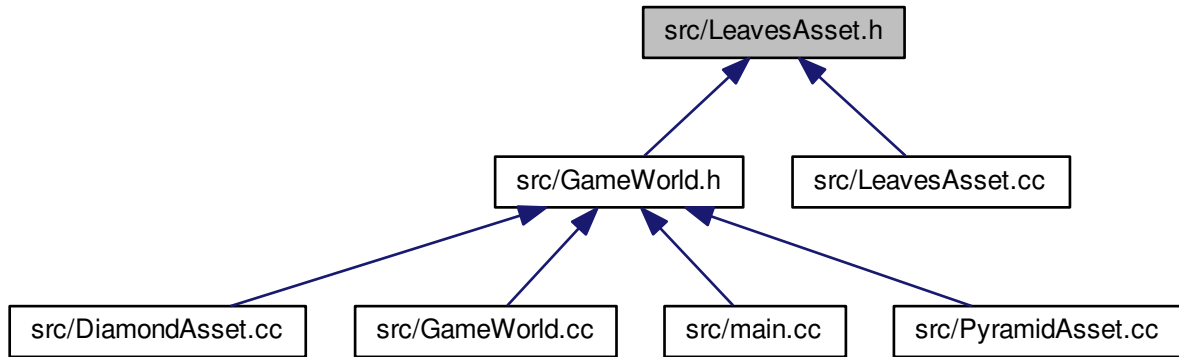 src/LeavesAsset.h
src/GameWorld.h
src/LeavesAsset.cc
src/DiamondAsset.cc
src/GameWorld.cc
src/main.cc
src/PyramidAsset.cc